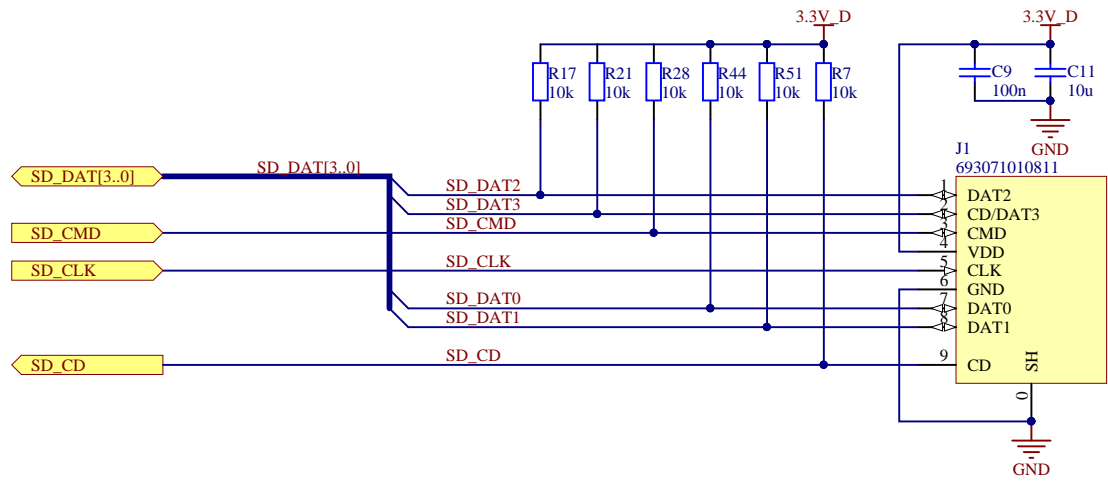 3.3V_D
3.3V_D
R17
10k
R21
10k
R28
10k
R44
10k
R51
10k
R7
10k
C9
100n
C11
10u
GND
J1
693071010811
SD_DAT[3..0]
SD_DAT[3..0]
SD_DAT2
1
DAT2
SD_DAT3
2
CD/DAT3
SD_CMD
SD_CMD
3
CMD
4
VDD
SD_CLK
SD_CLK
5
CLK
6
GND
SD_DAT0
7
DAT0
SD_DAT1
8
DAT1
SD_CD
SD_CD
9
CD
SH
0
GND